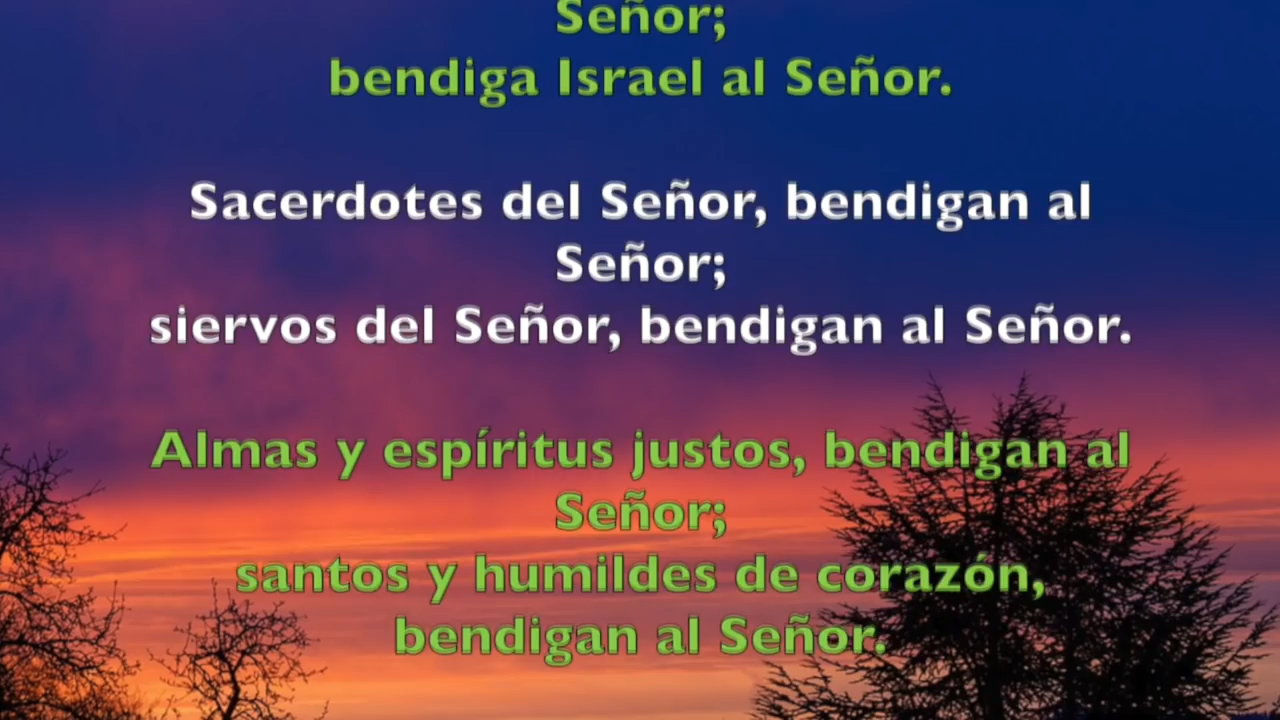 Señor;
bendiga Israel al Señor.
Sacerdotes del Señor, bendigan al
Señor;
siervos del Señor, bendigan al Señor.
Almas y espíritus justos, bendigan al
Señor;
santos y humildes de corazón,
bendigan al Señor.